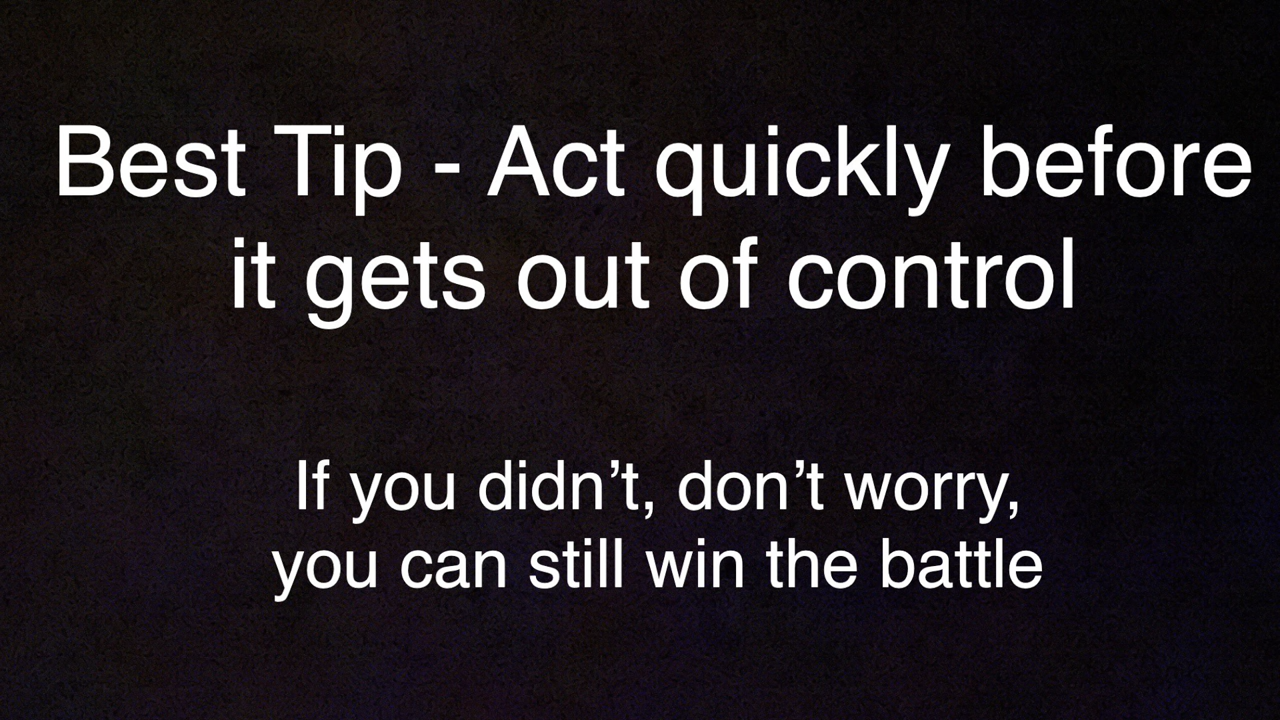 Best Tip - Act quickly before
it gets out of control
If you didn’t, don’t worry,
you can still win the battle